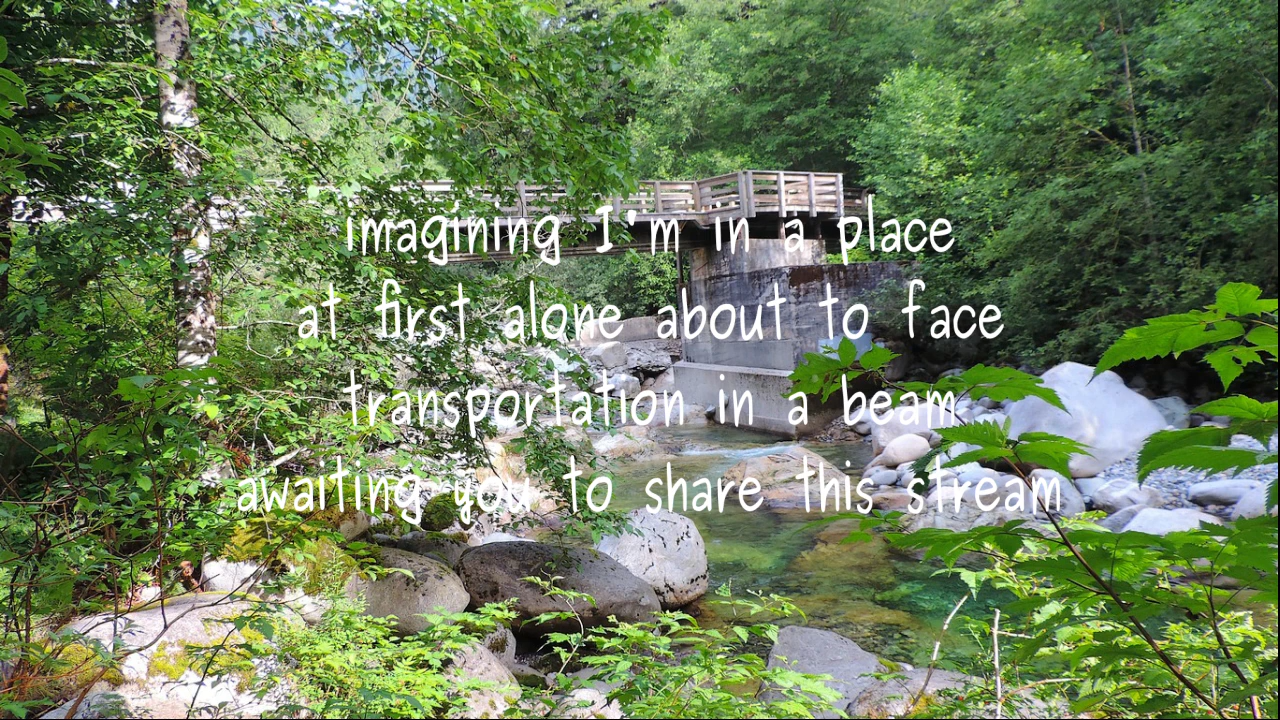 imagining I'm in a place
at first alone about to face
transportation in a beam
awaiting you to share this stream